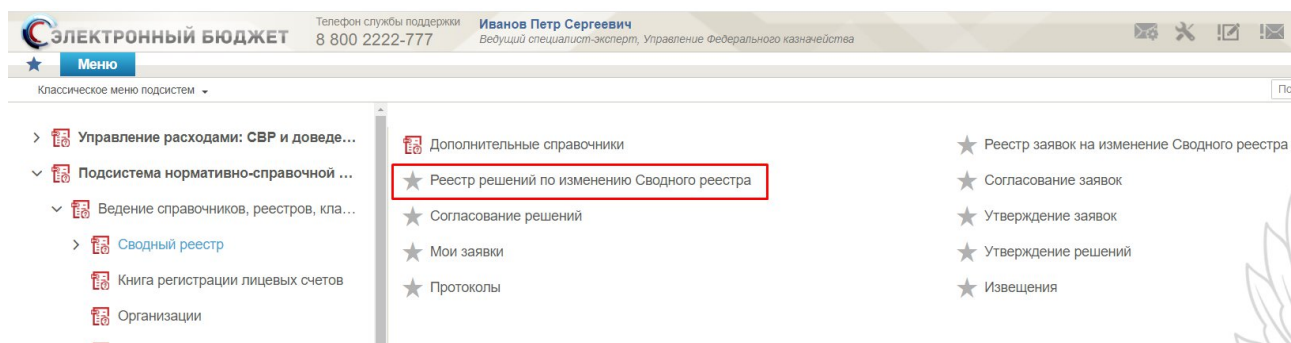 Телефон службы поддержки
8 800 2222-777
Иванов Петр Сергеевич
Ведущий специалист-эксперт, Управление Федерального казначейства
ЭЛЕКТРОННЫЙ БЮДЖЕТ
Меню
Классическое меню подсистем
Управление расходами: СВР и доведе...
Подсистема нормативно-справочной ...
Ведение справочников, реестров, кла...
Сводный реестр
Книга регистрации лицевых счетов
Организации
Дополнительные справочники
Реестр решений по изменению Сводного реестра
Согласование решений
Мои заявки
Протоколы
Реестр заявок на изменение Сводного реестра
Согласование заявок
Утверждение заявок
Утверждение решений
Извещения